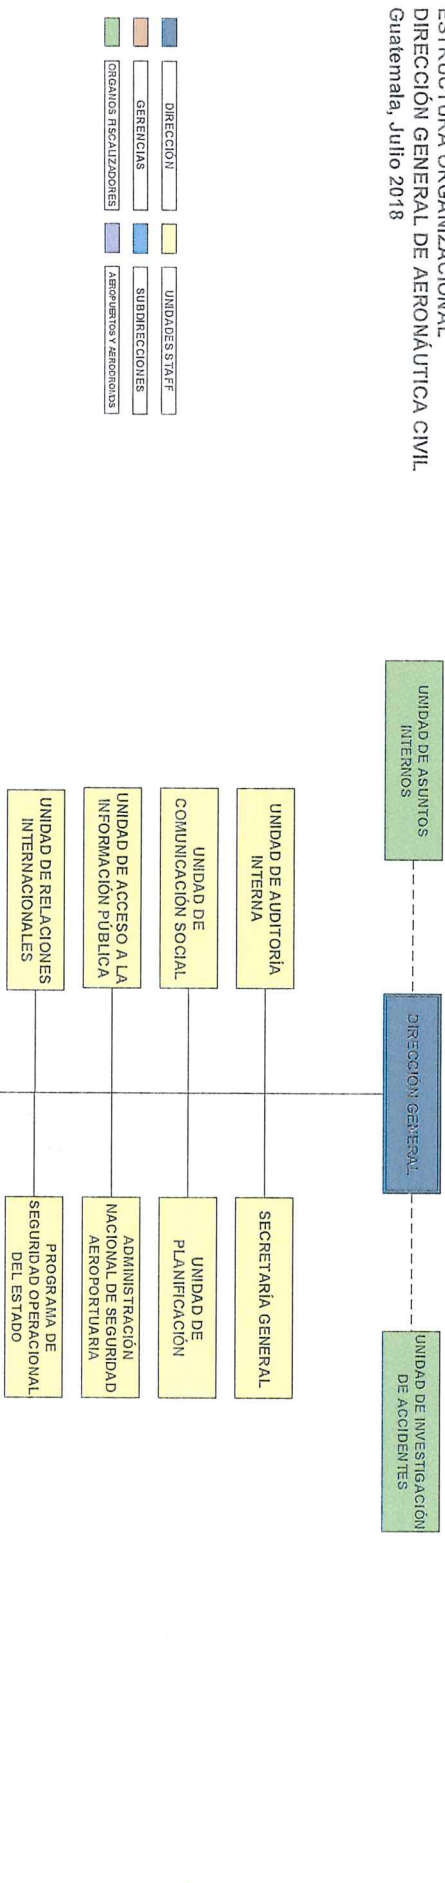 ESTRUCTURA ORGANIZACIONAL
DIRECCIÓN GENERAL DE AERONÁUTICA CIVIL
Guatemala, Julio 2018
DIRECCIÓN
UNIDADES STAFF
GERENCIAS
SUBDIRECCIONES
ORGANOS FISCALIZADORES
AEROPUERTOS Y AERODROMOS
UNIDAD DE ASUNTOS
INTERNOS
DIRECCIÓN GENERAL
UNIDAD DE INVESTIGACIÓN
DE ACCIDENTES
UNIDAD DE AUDITORÍA
INTERNA
SECRETARÍA GENERAL
UNIDAD DE
COMUNICACIÓN SOCIAL
UNIDAD DE
PLANIFICACIÓN
UNIDAD DE ACCESO A LA
INFORMACIÓN PÚBLICA
ADMINISTRACIÓN
NACIONAL DE SEGURIDAD
AEROPORTUARIA
UNIDAD DE RELACIONES
INTERNACIONALES
PROGRAMA DE
SEGURIDAD OPERACIONAL
DEL ESTADO